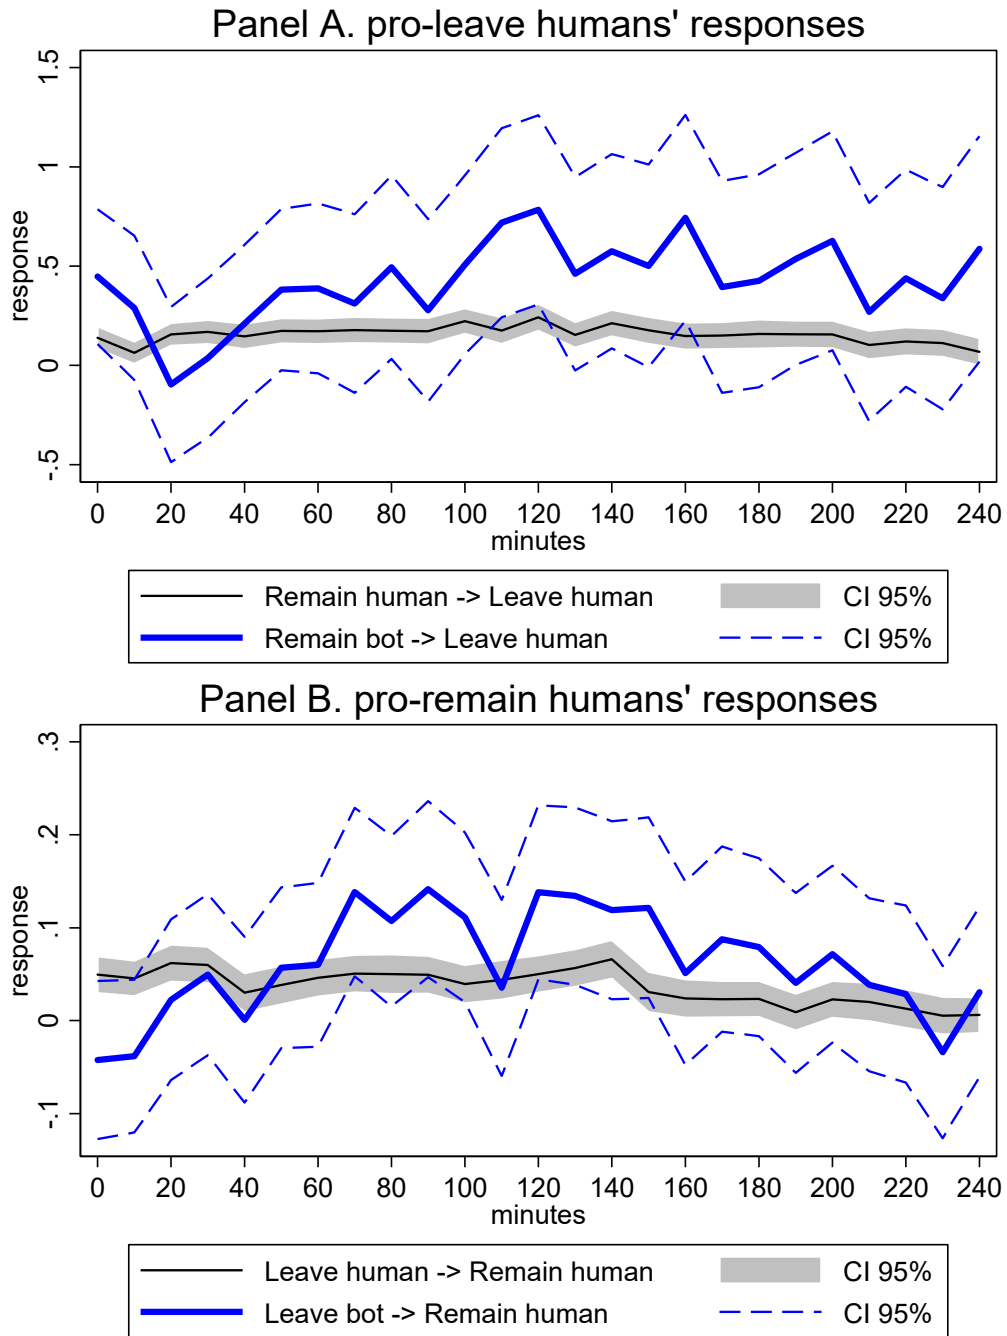 Panel A. pro-leave humans' responses
1.5
1
.5
0
-.5
response
0 20 40 60 80 100 120 140 160 180 200 220 240
minutes
Remain human -> Leave human CI 95%
Remain bot -> Leave human CI 95%
Panel B. pro-remain humans' responses
.3
.2
.1
0
-.1
response
0 20 40 60 80 100 120 140 160 180 200 220 240
minutes
Leave human -> Remain human CI 95%
Leave bot -> Remain human CI 95%